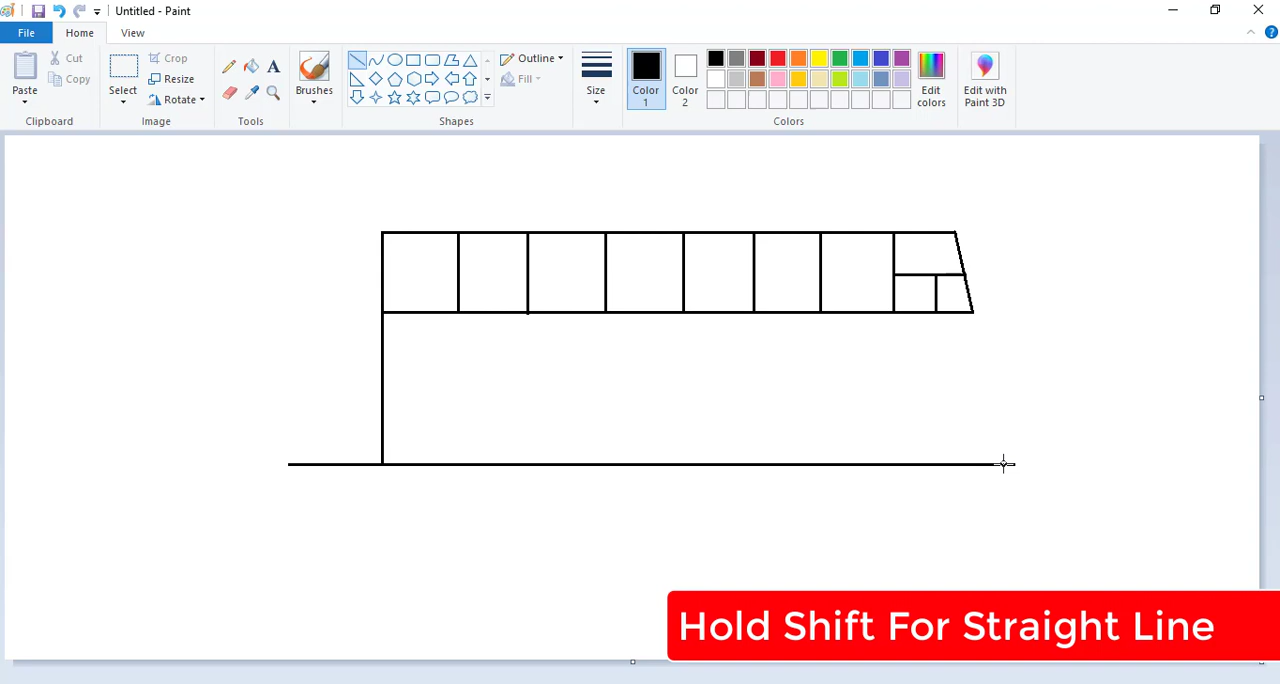 Untitled - Paint
File
Home
View
Paste
Cut
Copy
Clipboard
Select
Crop
Resize
Rotate
Image
Tools
Brushes
Shapes
Outline
Fill
Size
Color 1
Color 2
Colors
Edit colors
Edit with Paint 3D
Hold Shift For Straight Line